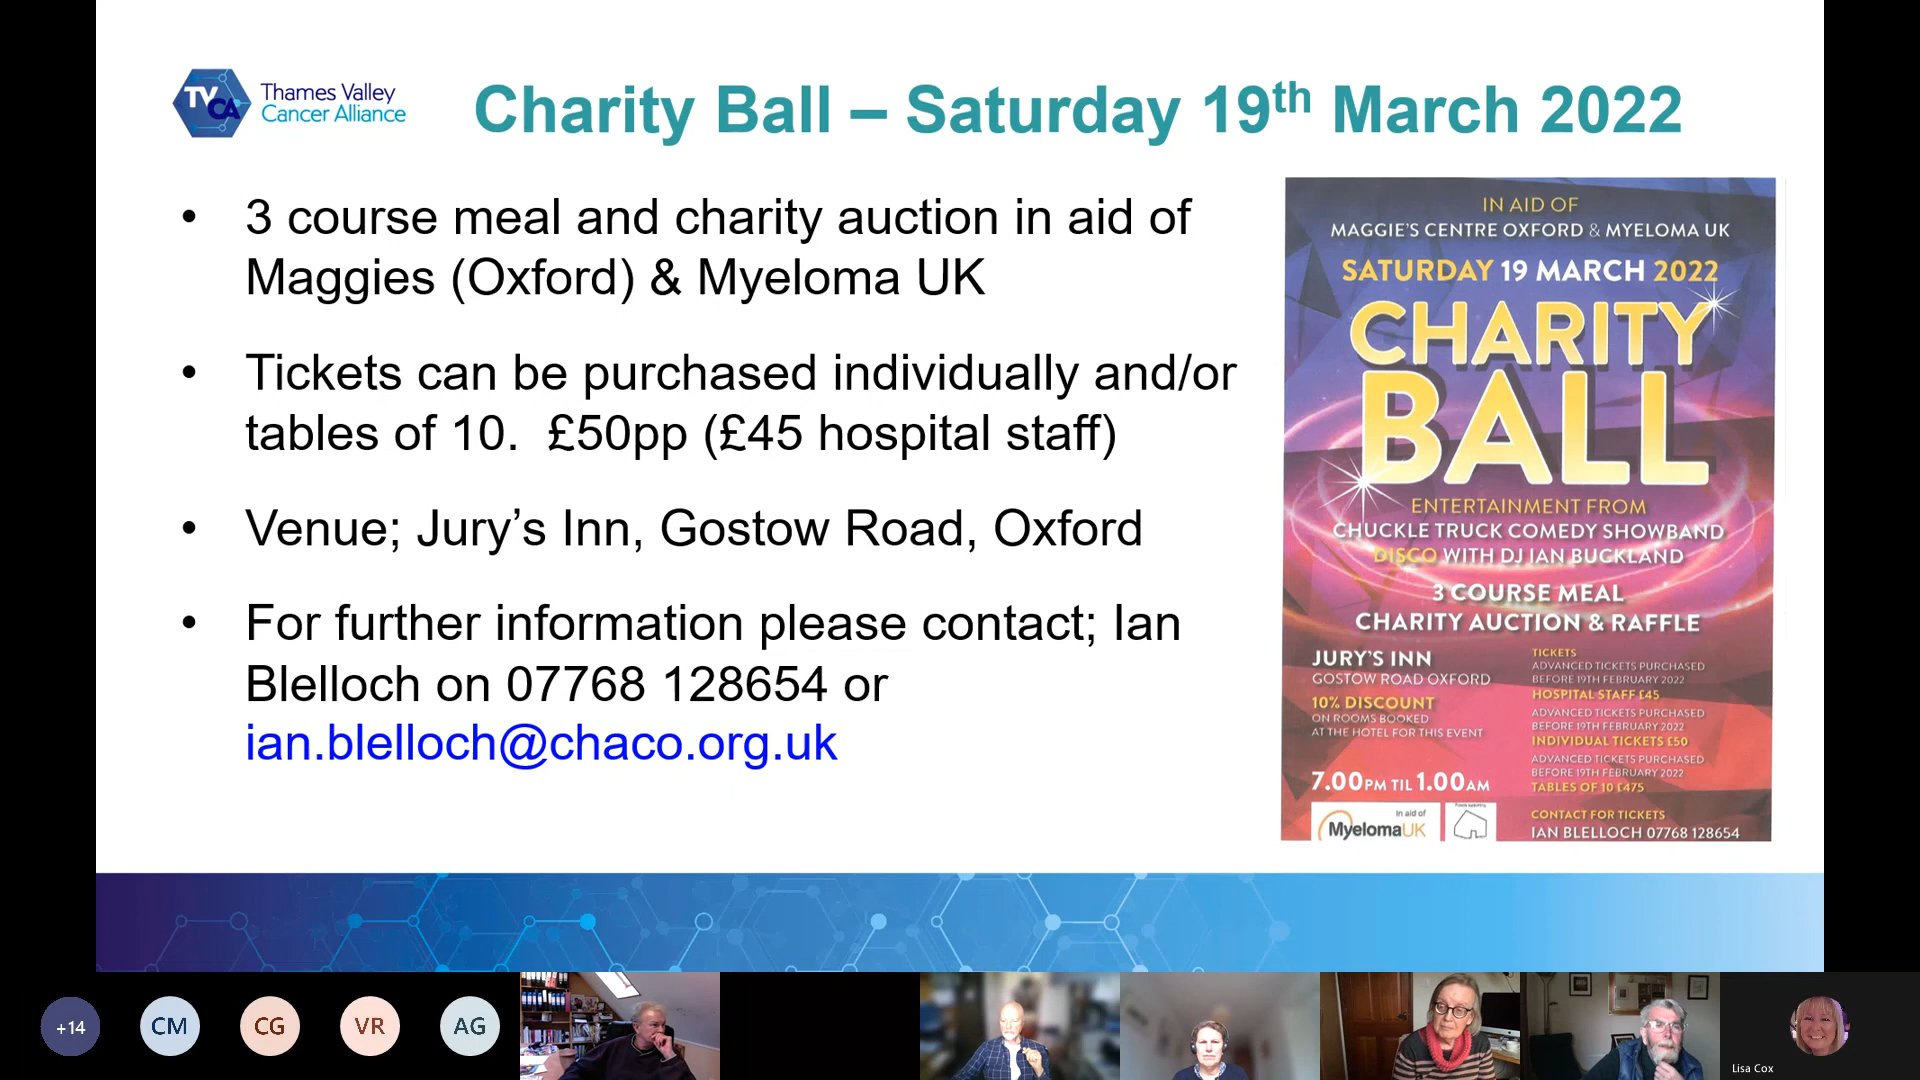 TV
CA
Thames Valley
Cancer Alliance
Charity Ball – Saturday 19th March 2022
• 3 course meal and charity auction in aid of
Maggies (Oxford) & Myeloma UK
• Tickets can be purchased individually and/or
tables of 10.  £50pp (£45 hospital staff)
• Venue; Jury’s Inn, Gostow Road, Oxford
• For further information please contact; Ian
Blelloch on 07768 128654 or
ian.blelloch@chaco.org.uk
IN AID OF
MAGGIE'S CENTRE OXFORD & MYELOMA UK
SATURDAY 19 MARCH 2022
CHARITY
BALL
ENTERTAINMENT FROM
CHUCKLE TRUCK COMEDY SHOWBAND
DISCO WITH DJ IAN BUCKLAND
3 COURSE MEAL
CHARITY AUCTION & RAFFLE
JURY'S INN
GOSTOW ROAD OXFORD
10% DISCOUNT
ON ROOMS BOOKED
AT THE HOTEL FOR THIS EVENT
7.00PM TIL 1.00AM
In aid of
MyelomaUK
TICKETS
ADVANCED TICKETS PURCHASED
BEFORE 19TH FEBRUARY 2022
HOSPITAL STAFF £45
ADVANCED TICKETS PURCHASED
BEFORE 19TH FEBRUARY 2022
INDIVIDUAL TICKETS £50
ADVANCED TICKETS PURCHASED
BEFORE 19TH FEBRUARY 2022
TABLES OF 10 £475
CONTACT FOR TICKETS
IAN BLELLOCH 07768 128654
+14
CM
CG
VR
AG
Lisa Cox